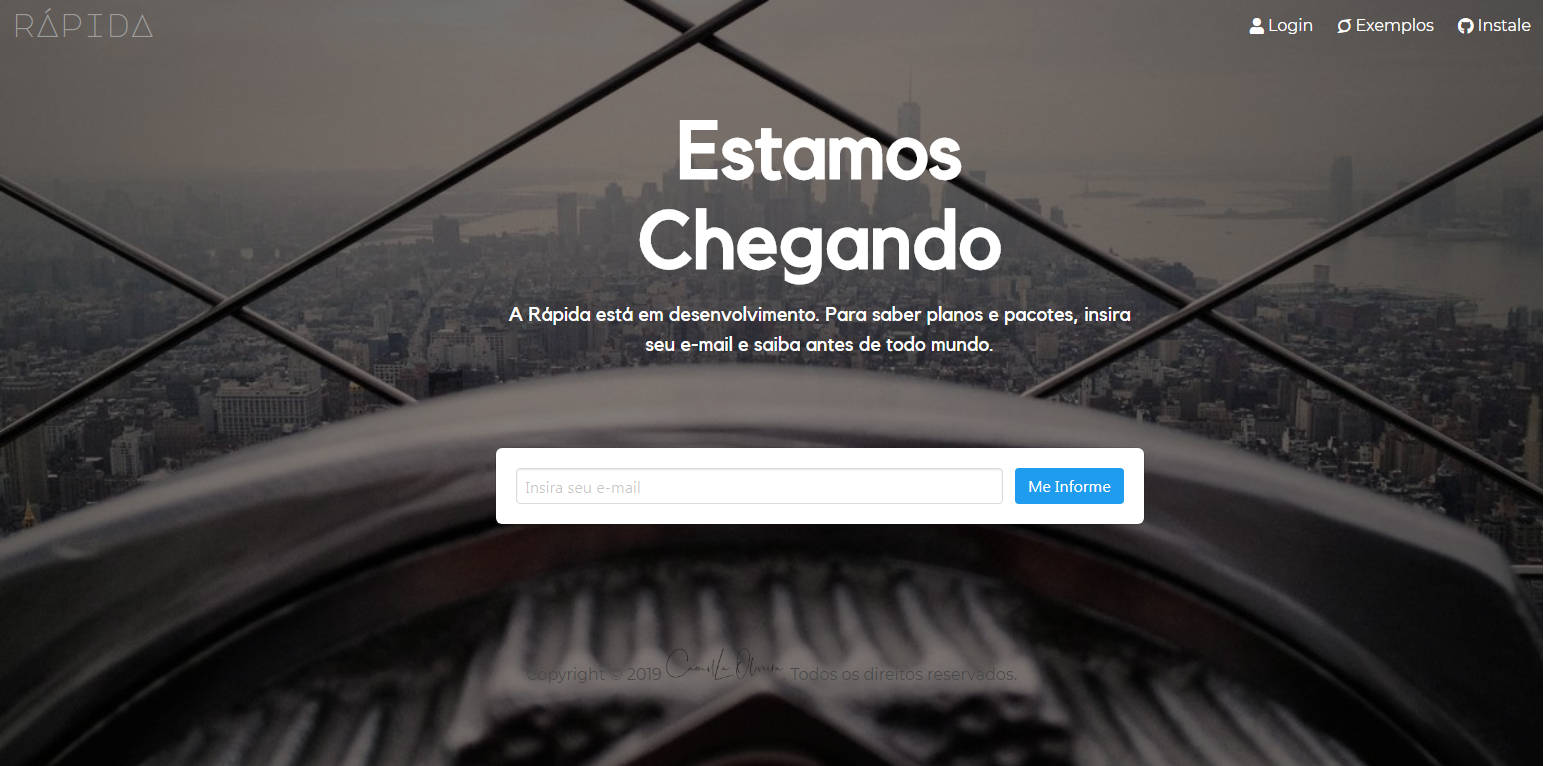 RÁPIDA
Login Exemplos Instale
Estamos
Chegando
A Rápida está em desenvolvimento. Para saber planos e pacotes, insira
seu e-mail e saiba antes de todo mundo.
Insira seu e-mail Me Informe
Copyright © 2019 Camilla Oliveira. Todos os direitos reservados.